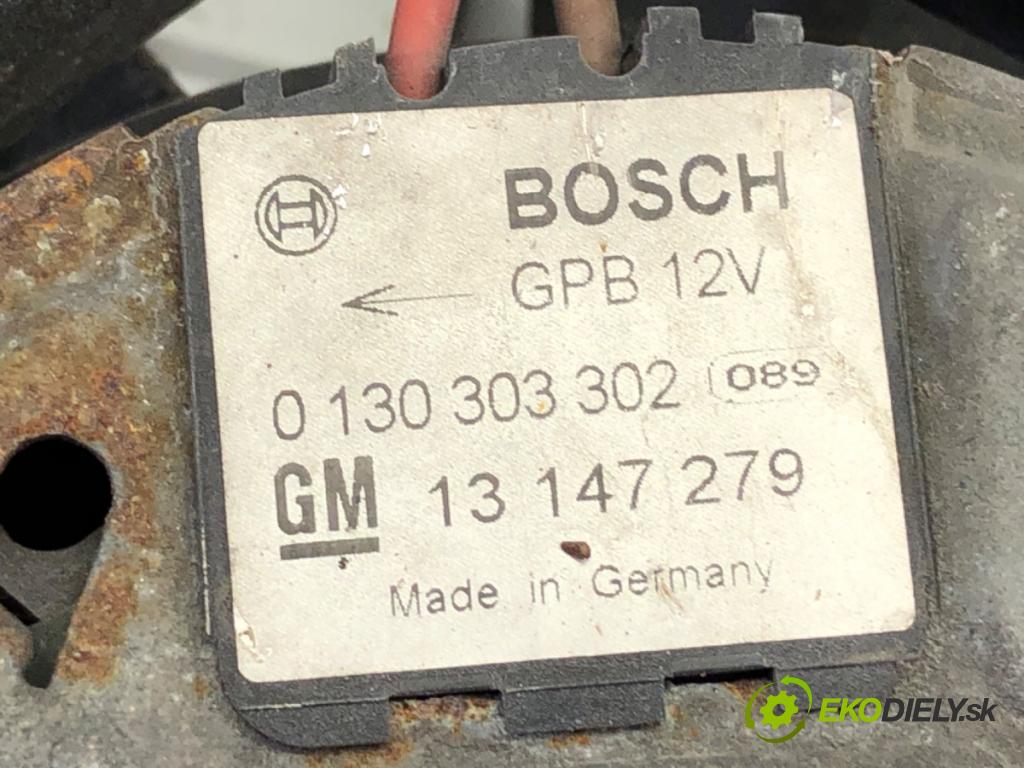 BOSCH
GPB 12V
0 130 303 302 089
GM 13 147 279
Made in Germany
EKODIELY.sk